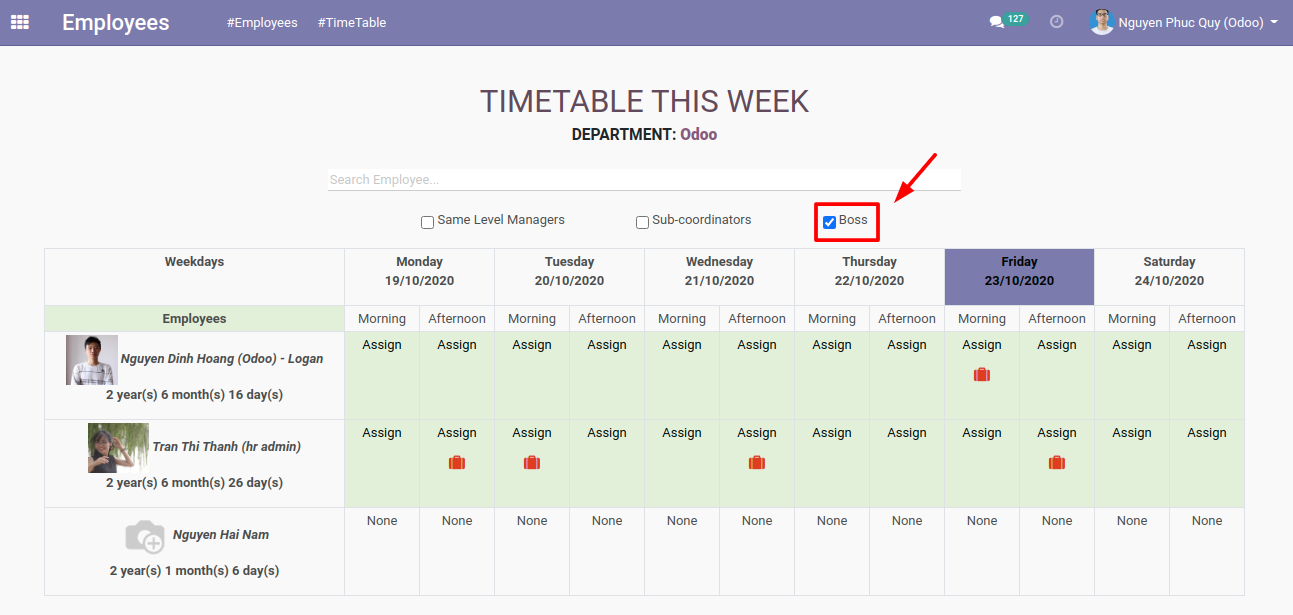 Employees #Employees #TimeTable 127 Nguyen Phuc Quy (Odoo)
TIMETABLE THIS WEEK
DEPARTMENT: Odoo
Search Employee...
Same Level Managers Sub-coordinators Boss
Weekdays Monday Tuesday Wednesday Thursday Friday Saturday
19/10/2020 20/10/2020 21/10/2020 22/10/2020 23/10/2020 24/10/2020
Employees Morning Afternoon Morning Afternoon Morning Afternoon Morning Afternoon Morning Afternoon Morning Afternoon
Assign Assign Assign Assign Assign Assign Assign Assign Assign Assign Assign Assign
Nguyen Dinh Hoang (Odoo) - Logan
2 year(s) 6 month(s) 16 day(s)
Assign Assign Assign Assign Assign Assign Assign Assign Assign Assign Assign Assign
Tran Thi Thanh (hr admin)
2 year(s) 6 month(s) 26 day(s)
None None None None None None None None None None None None
Nguyen Hai Nam
2 year(s) 1 month(s) 6 day(s)